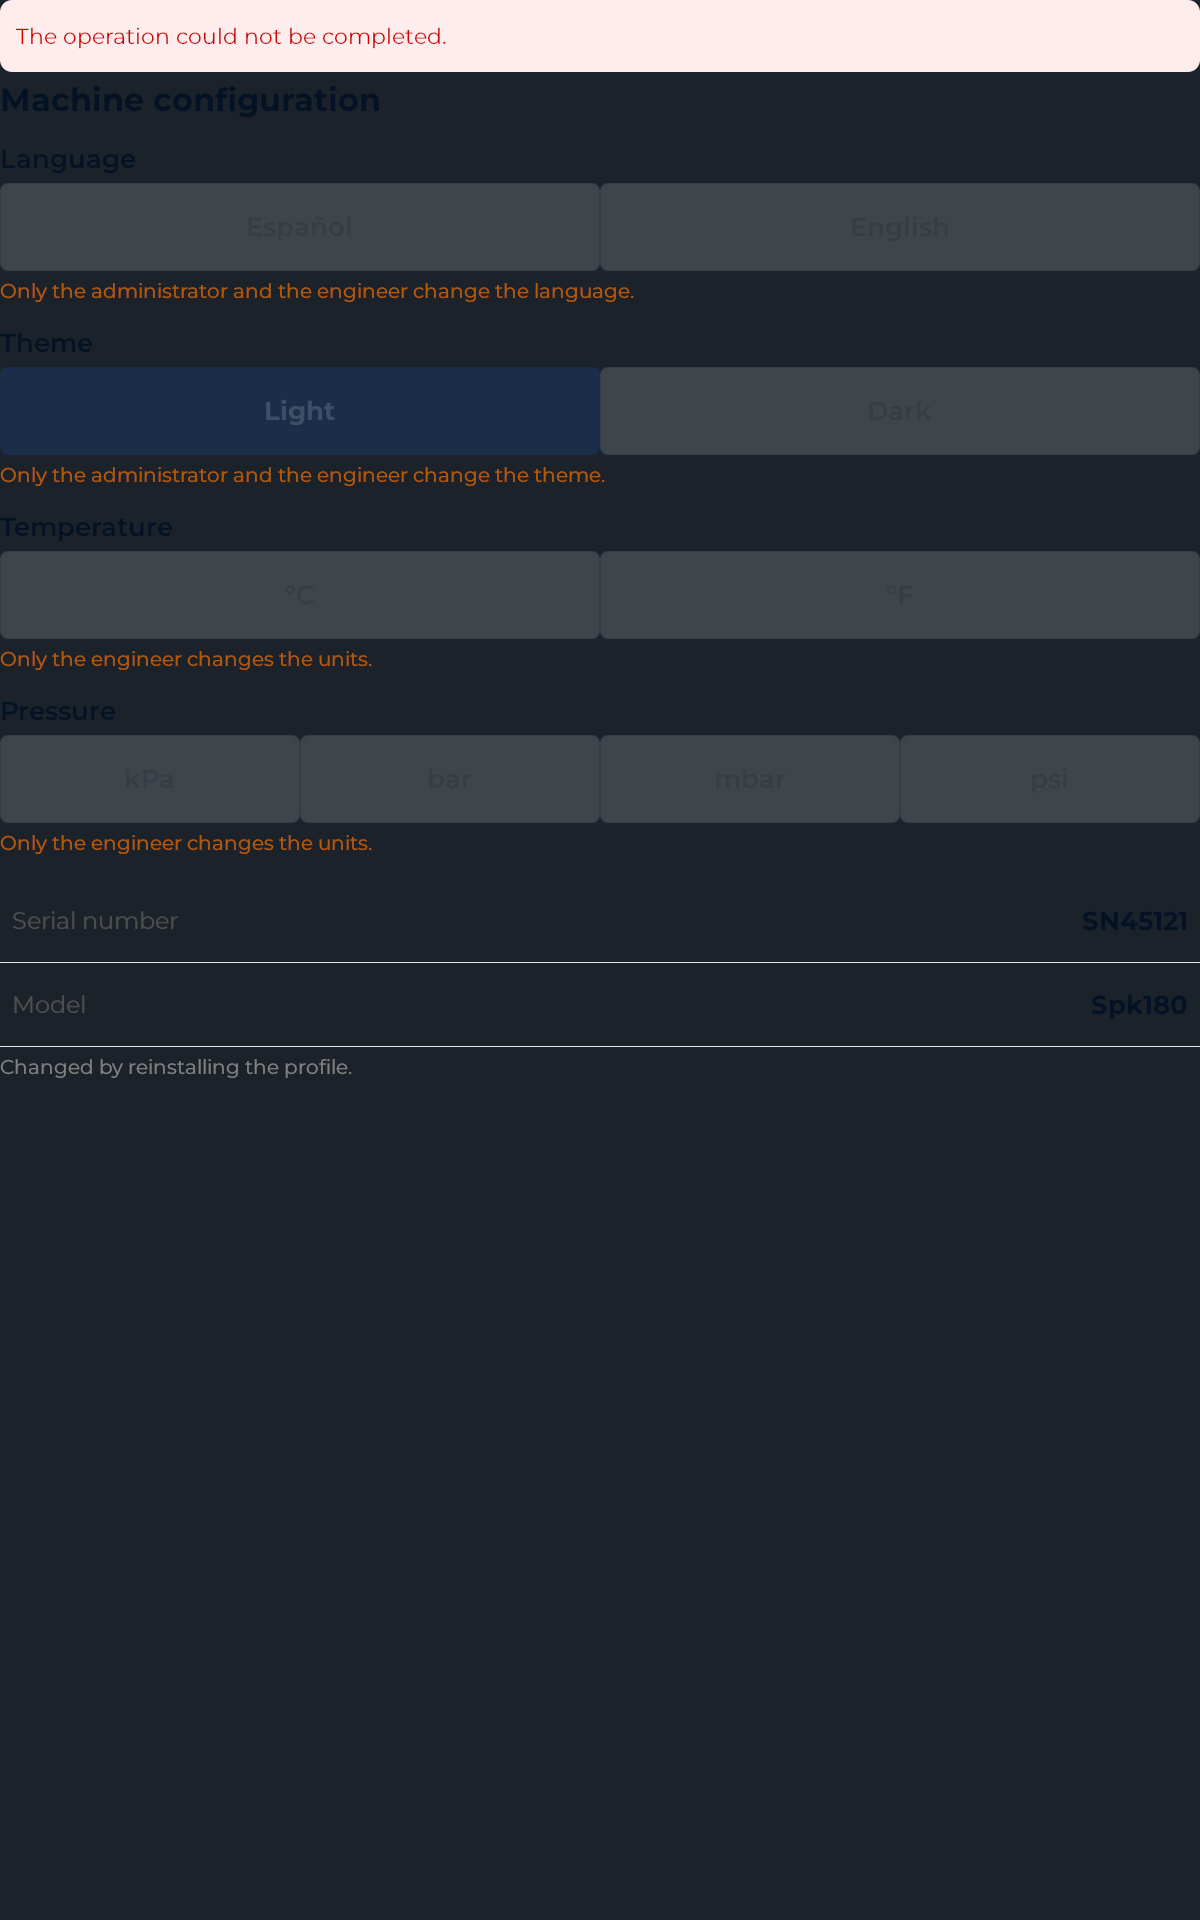 The operation could not be completed.
Machine configuration
Language
Español English
Only the administrator and the engineer change the language.
Theme
Light Dark
Only the administrator and the engineer change the theme.
Temperature
°C °F
Only the engineer changes the units.
Pressure
kPa bar mbar psi
Only the engineer changes the units.
Serial number SN45121
Model Spk180
Changed by reinstalling the profile.